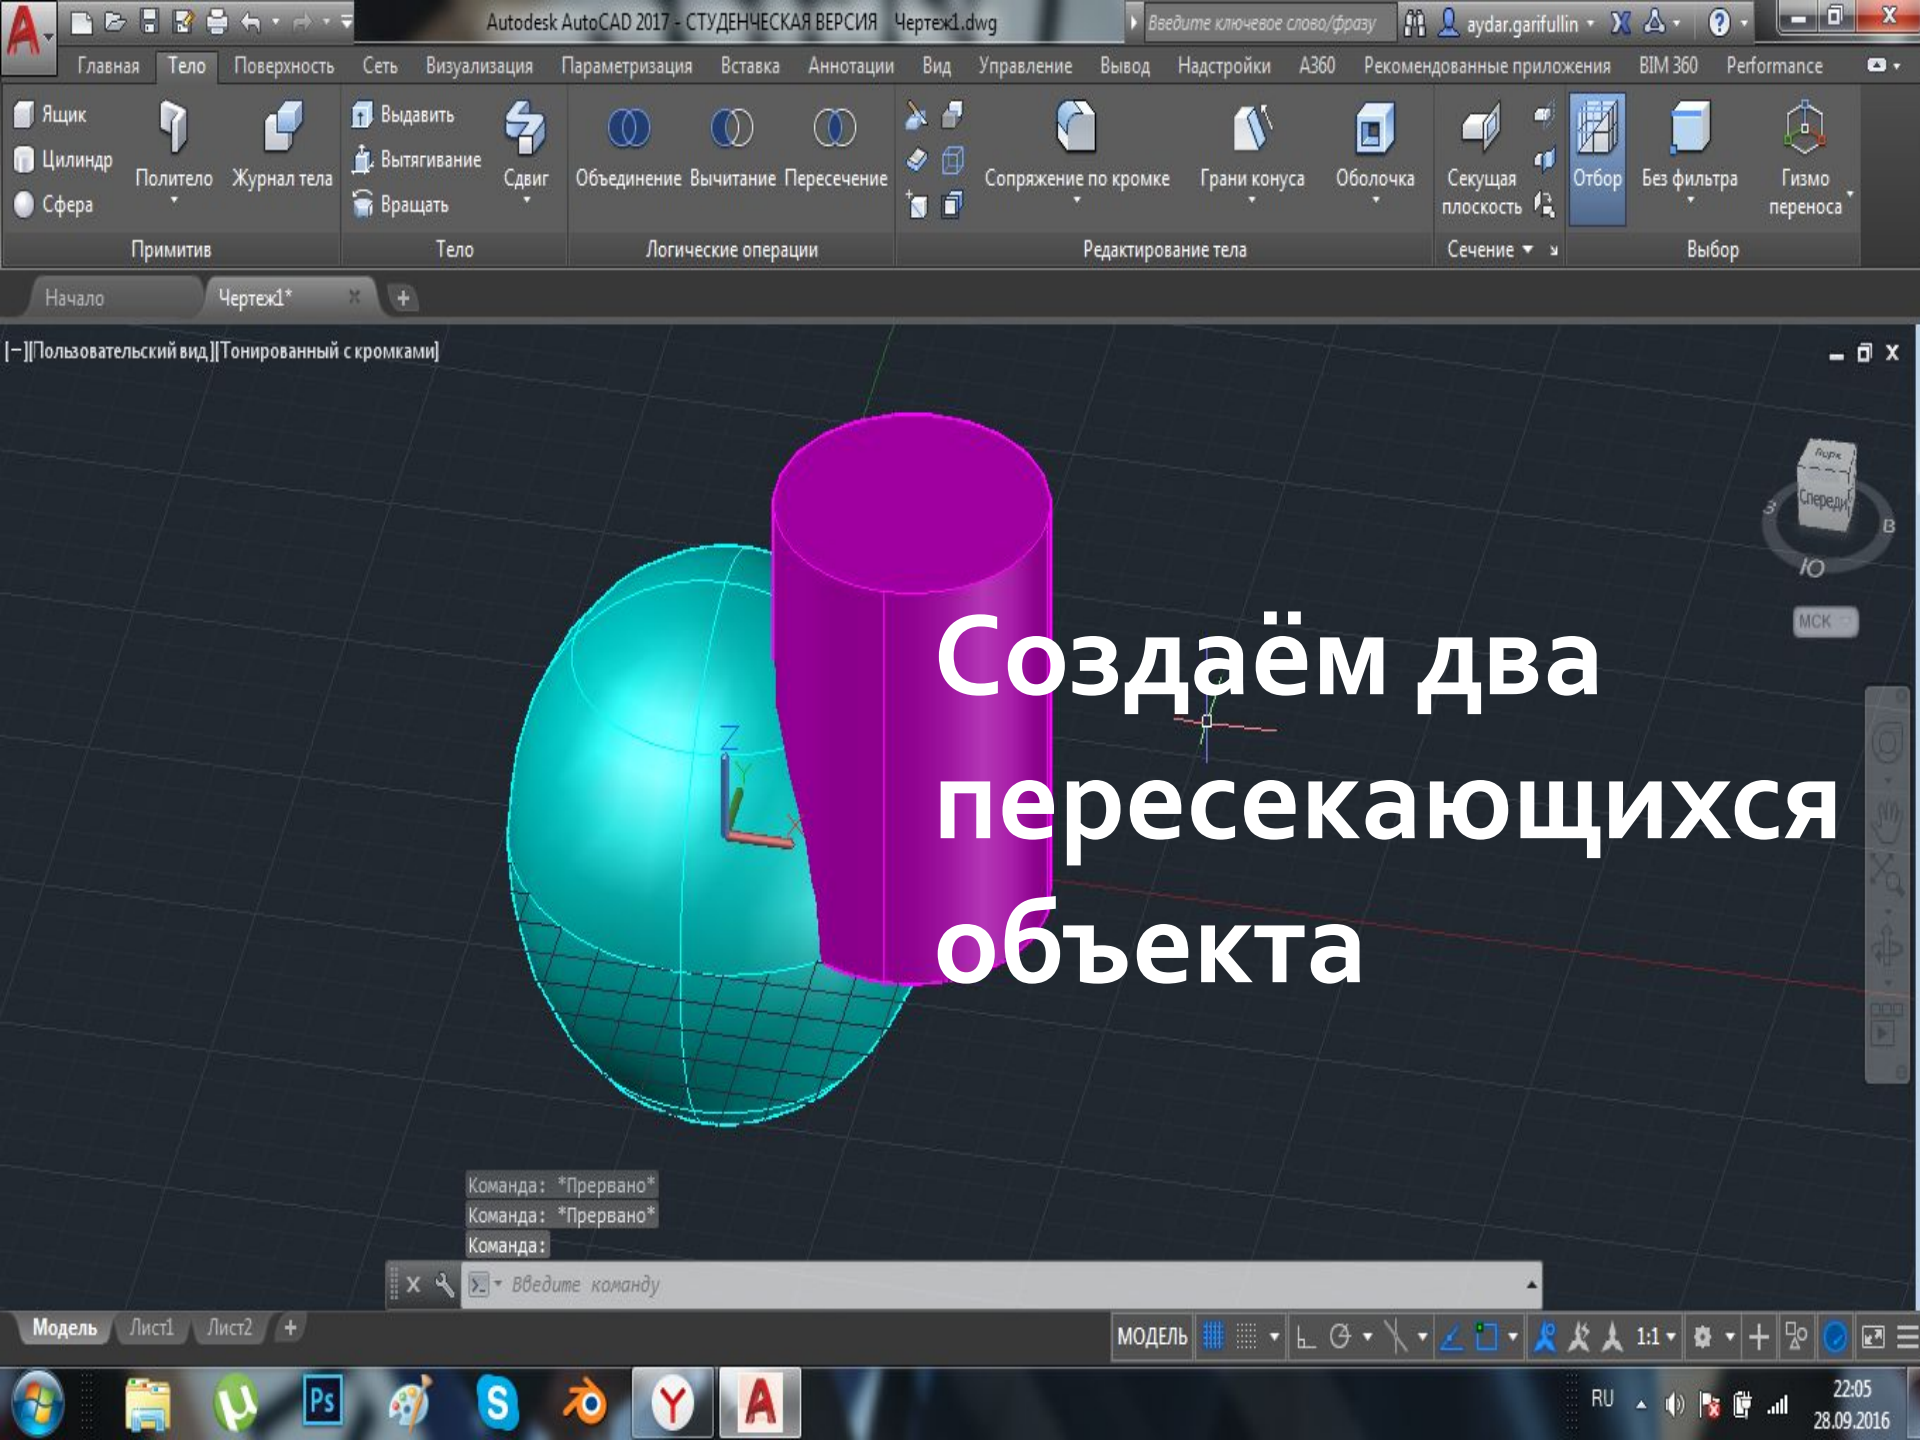 Autodesk AutoCAD 2017 - СТУДЕНЧЕСКАЯ ВЕРСИЯ Чертеж1.dwg
Введите ключевое слово/фразу
aydar.garifullin
Главная Тело Поверхность Сеть Визуализация Параметризация Вставка Аннотации Вид Управление Вывод Надстройки A360 Рекомендованные приложения BIM 360 Performance
Ящик
Цилиндр
Сфера
Политело
Журнал тела
Примитив
Выдавить
Вытягивание
Вращать
Сдвиг
Тело
Объединение Вычитание Пересечение
Логические операции
Сопряжение по кромке
Грани конуса
Оболочка
Редактирование тела
Секущая
плоскость
Сечение
Отбор
Без фильтра
Гизмо
переноса
Выбор
Начало
Чертеж1*
[−][Пользовательский вид][Тонированный с кромками]
Спереди
З
В
Ю
МСК
Z
Y
X
Создаём два
пересекающихся
объекта
Команда: *Прервано*
Команда: *Прервано*
Команда:
Введите команду
Модель Лист1 Лист2 +
МОДЕЛЬ
1:1
Ps
RU
22:05
28.09.2016